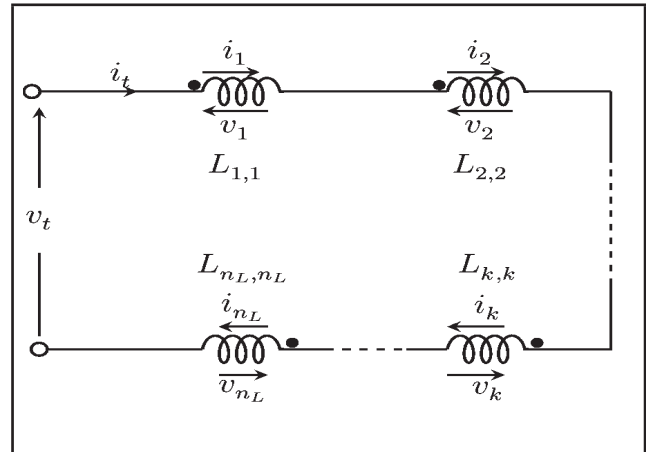 i_t
i_1
i_2
v_1
v_2
L_{1,1}
L_{2,2}
v_t
L_{n_L,n_L}
L_{k,k}
i_{n_L}
i_k
v_{n_L}
v_k